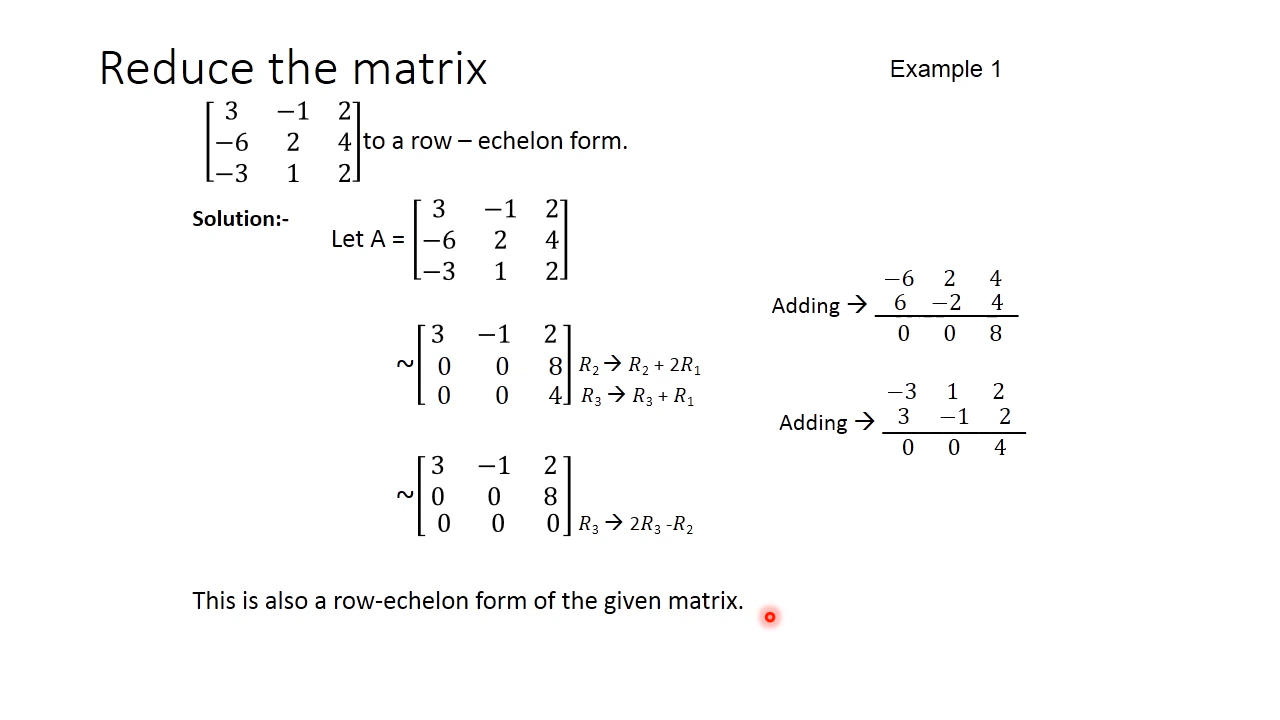 Reduce the matrix
Example 1
3 −1 2
−6 2 4 to a row – echelon form.
−3 1 2
Solution:-
3 −1 2
Let A = −6 2 4
−3 1 2
−6 2 4
Adding → 6 −2 4
0 0 8
3 −1 2
~ 0 0 8 R2 → R2 + 2R1
0 0 4 R3 → R3 + R1
−3 1 2
Adding → 3 −1 2
0 0 4
3 −1 2
~ 0 0 8
0 0 0 R3 → 2R3 -R2
This is also a row-echelon form of the given matrix.